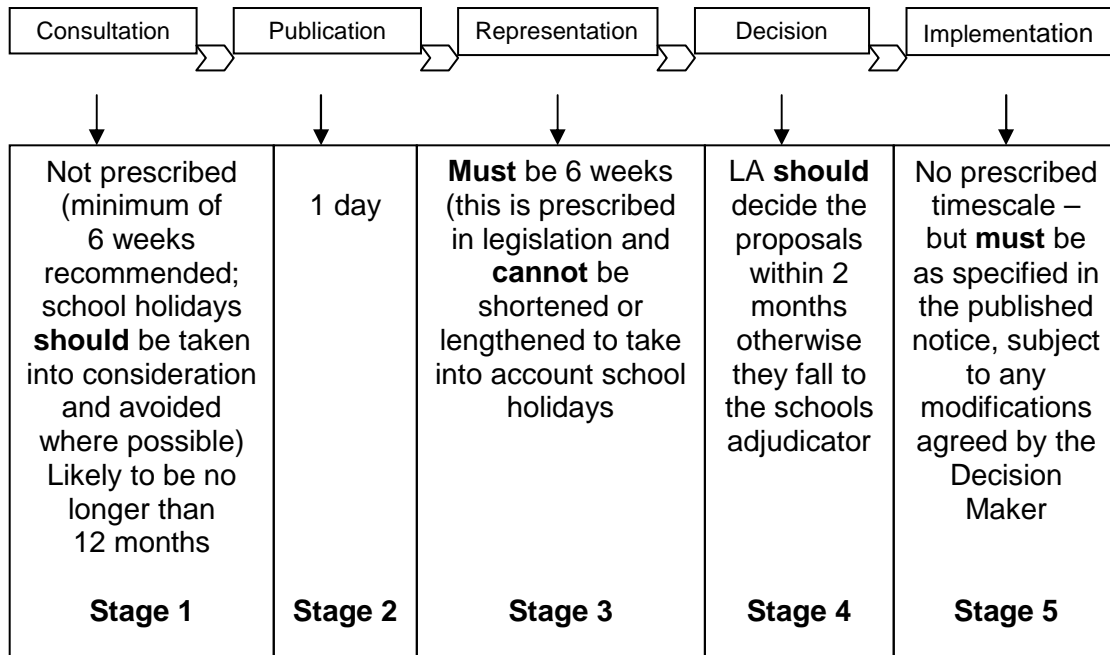 Consultation
Publication
Representation
Decision
Implementation
Not prescribed
(minimum of
6 weeks
recommended;
school holidays
should be taken
into consideration
and avoided
where possible)
Likely to be no
longer than
12 months
Stage 1
1 day
Stage 2
Must be 6 weeks
(this is prescribed
in legislation and
cannot be
shortened or
lengthened to take
into account school
holidays
Stage 3
LA should
decide the
proposals
within 2
months
otherwise
they fall to
the schools
adjudicator
Stage 4
No prescribed
timescale –
but must be
as specified in
the published
notice, subject
to any
modifications
agreed by the
Decision
Maker
Stage 5